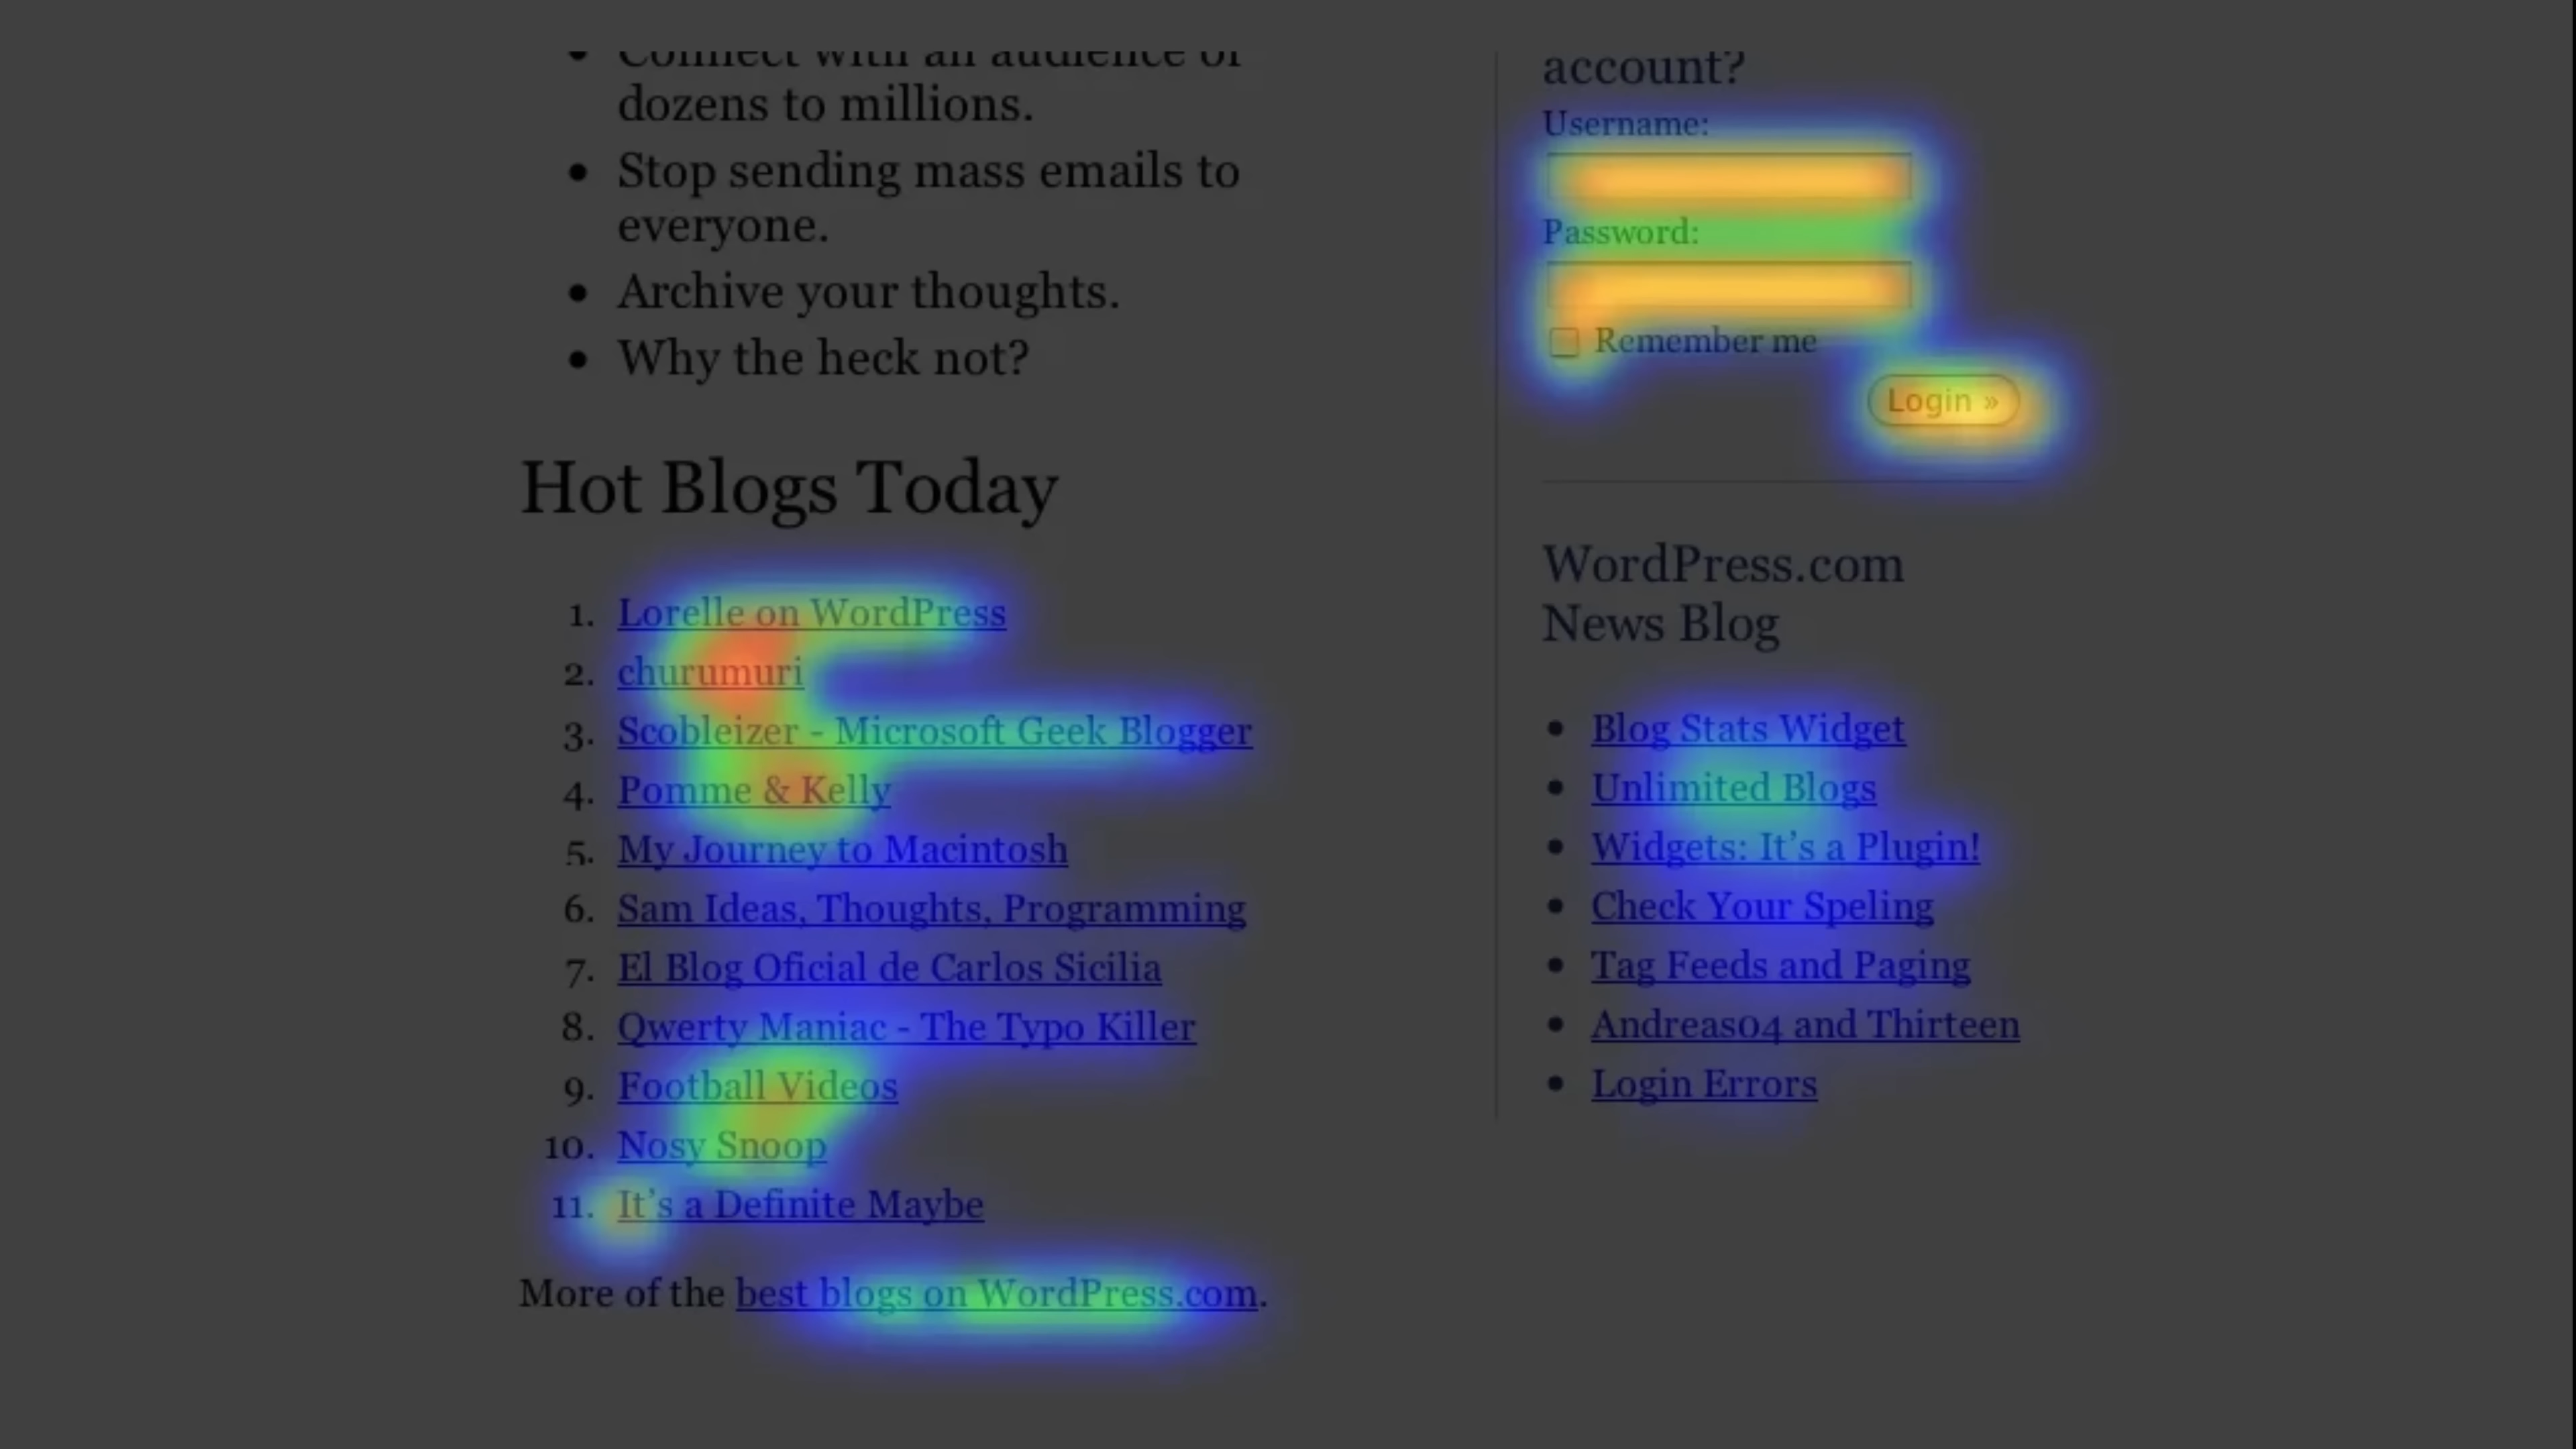 Connect with an audience of
dozens to millions.
• Stop sending mass emails to
everyone.
• Archive your thoughts.
• Why the heck not?
Hot Blogs Today
1. Lorelle on WordPress
2. churumuri
3. Scobleizer - Microsoft Geek Blogger
4. Pomme & Kelly
5. My Journey to Macintosh
6. Sam Ideas, Thoughts, Programming
7. El Blog Oficial de Carlos Sicilia
8. Qwerty Maniac - The Typo Killer
9. Football Videos
10. Nosy Snoop
11. It's a Definite Maybe
More of the best blogs on WordPress.com.
account?
Username:
Password:
Remember me
Login »
WordPress.com
News Blog
• Blog Stats Widget
• Unlimited Blogs
• Widgets: It's a Plugin!
• Check Your Speling
• Tag Feeds and Paging
• Andreas04 and Thirteen
• Login Errors